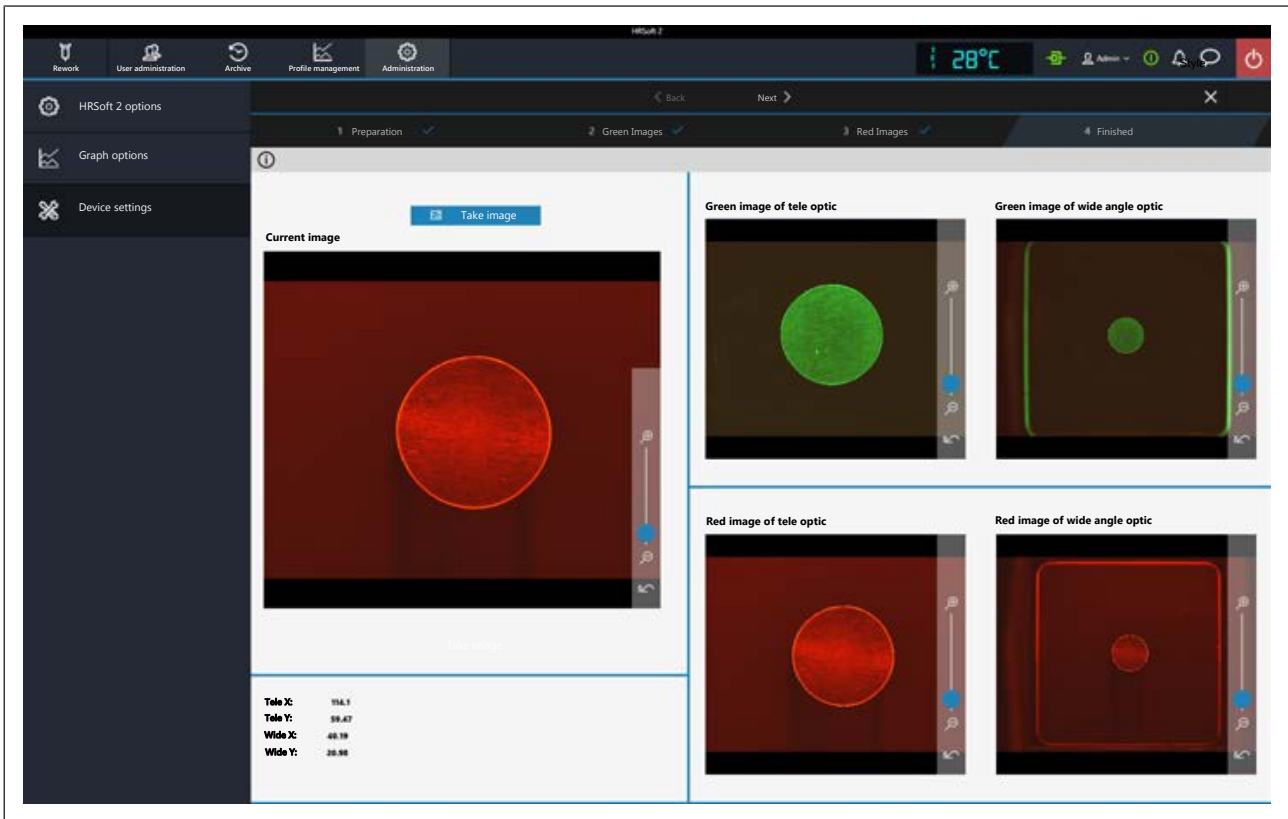 HRSoft 2
Rework User administration Archive Profile management Administration 28°C Admin Style
HRSoft 2 options
Graph options
Device settings
Back Next
1 Preparation 2 Green Images 3 Red Images 4 Finished
Take image
Current image
Green image of tele optic
Green image of wide angle optic
Red image of tele optic
Red image of wide angle optic
Tele X: 114.1
Tele Y: 59.47
Wide X: 40.19
Wide Y: 20.98